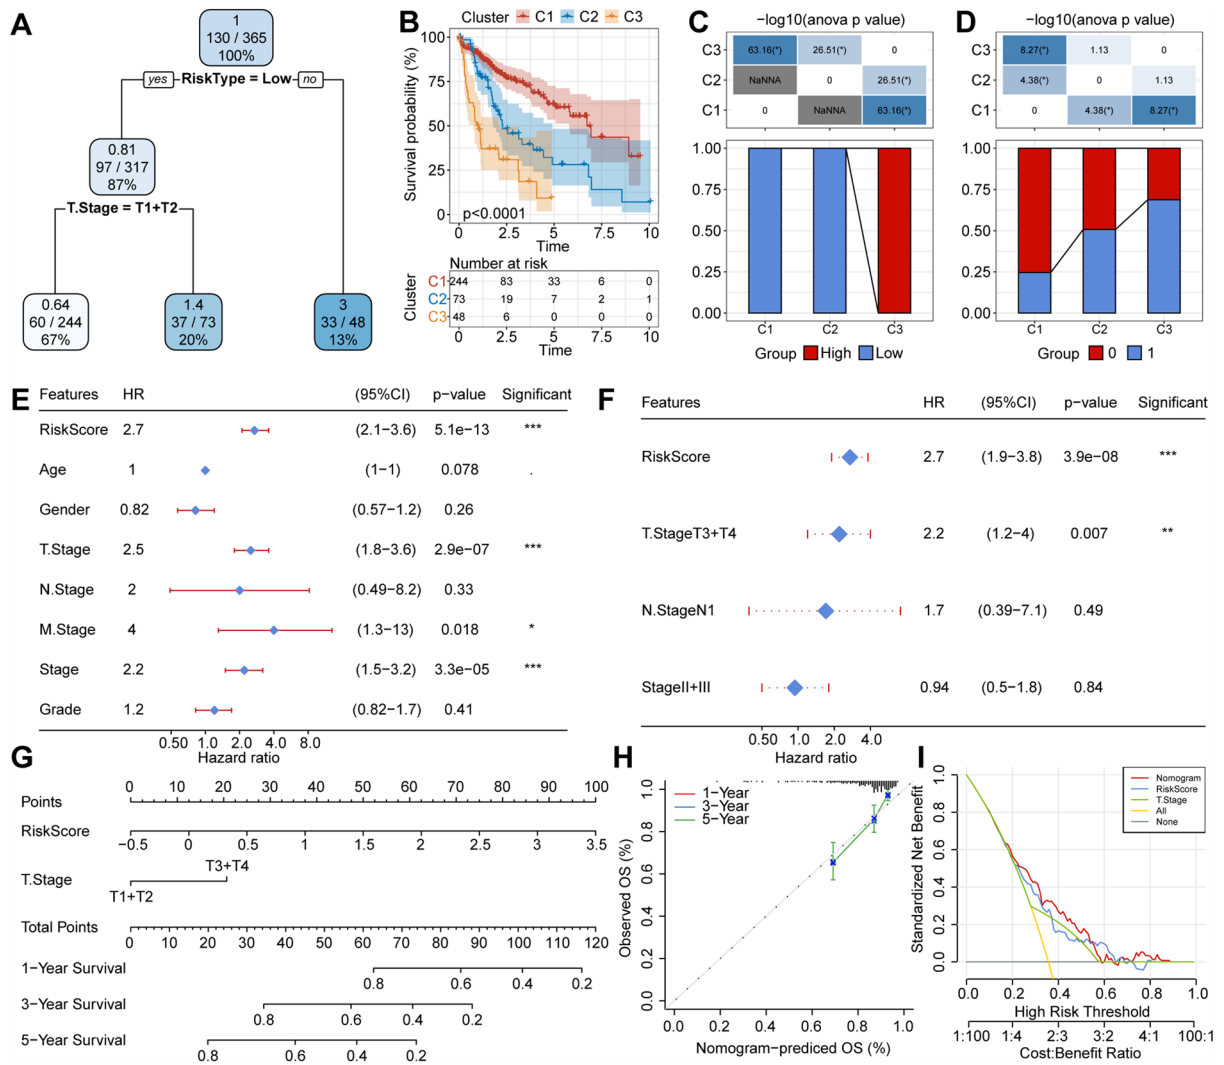 A
1
130 / 365
100%
yes RiskType = Low no
0.81
97 / 317
87%
T.Stage = T1+T2
0.64
60 / 244
67%
1.4
37 / 73
20%
3
33 / 48
13%
B
Cluster C1 C2 C3
Survival probability (%)
100
75
50
25
0
p<0.0001
0 2.5 5 7.5 10
Time
Number at risk
Cluster
C1 244 83 33 6 0
C2 73 19 7 2 1
C3 48 6 0 0 0
0 2.5 5 7.5 10
Time
C
−log10(anova p value)
C3 63.16(*) 26.51(*) 0
C2 NaNNA 0 26.51(*)
C1 0 NaNNA 63.16(*)
1.00
0.75
0.50
0.25
0.00
C1 C2 C3
Group High Low
D
−log10(anova p value)
C3 8.27(*) 1.13 0
C2 4.38(*) 0 1.13
C1 0 4.38(*) 8.27(*)
1.00
0.75
0.50
0.25
0.00
C1 C2 C3
Group 0 1
E
Features HR (95%CI) p−value Significant
RiskScore 2.7 (2.1−3.6) 5.1e−13 ***
Age 1 (1−1) 0.078 .
Gender 0.82 (0.57−1.2) 0.26
T.Stage 2.5 (1.8−3.6) 2.9e−07 ***
N.Stage 2 (0.49−8.2) 0.33
M.Stage 4 (1.3−13) 0.018 *
Stage 2.2 (1.5−3.2) 3.3e−05 ***
Grade 1.2 (0.82−1.7) 0.41
0.50 1.0 2.0 4.0 8.0
Hazard ratio
F
Features HR (95%CI) p−value Significant
RiskScore 2.7 (1.9−3.8) 3.9e−08 ***
T.StageT3+T4 2.2 (1.2−4) 0.007 **
N.StageN1 1.7 (0.39−7.1) 0.49
StageII+III 0.94 (0.5−1.8) 0.84
0.50 1.0 2.0 4.0
Hazard ratio
G
0 10 20 30 40 50 60 70 80 90 100
Points
RiskScore
−0.5 0 0.5 1 1.5 2 2.5 3 3.5
T3+T4
T.Stage
T1+T2
Total Points
0 10 20 30 40 50 60 70 80 90 100 110 120
1−Year Survival
0.8 0.6 0.4 0.2
3−Year Survival
0.8 0.6 0.4 0.2
5−Year Survival
0.8 0.6 0.4 0.2
H
1−Year
3−Year
5−Year
Observed OS (%)
1.0
0.8
0.6
0.4
0.2
0.0
0.0 0.2 0.4 0.6 0.8 1.0
Nomogram−prediced OS (%)
I
Nomogram
RiskScore
T.Stage
All
None
Standardized Net Benefit
1.0
0.8
0.6
0.4
0.2
0.0
0.0 0.2 0.4 0.6 0.8 1.0
High Risk Threshold
1:100 1:4 2:3 3:2 4:1 100:1
Cost:Benefit Ratio